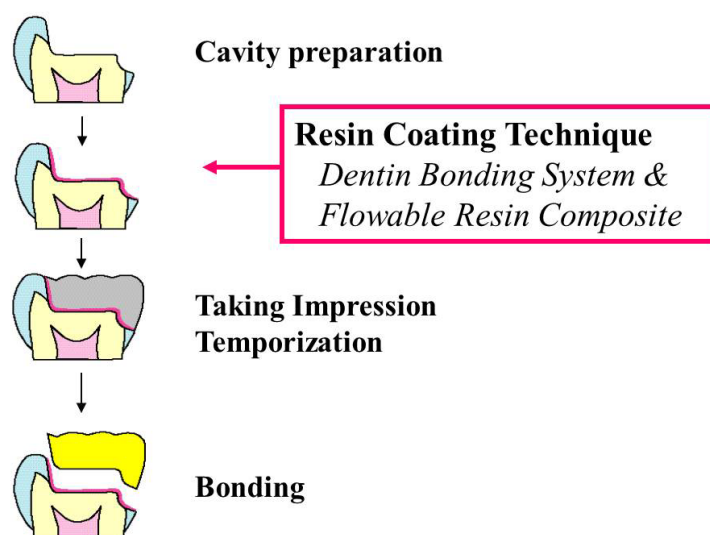 Cavity preparation
Resin Coating Technique
Dentin Bonding System &
Flowable Resin Composite
Taking Impression
Temporization
Bonding